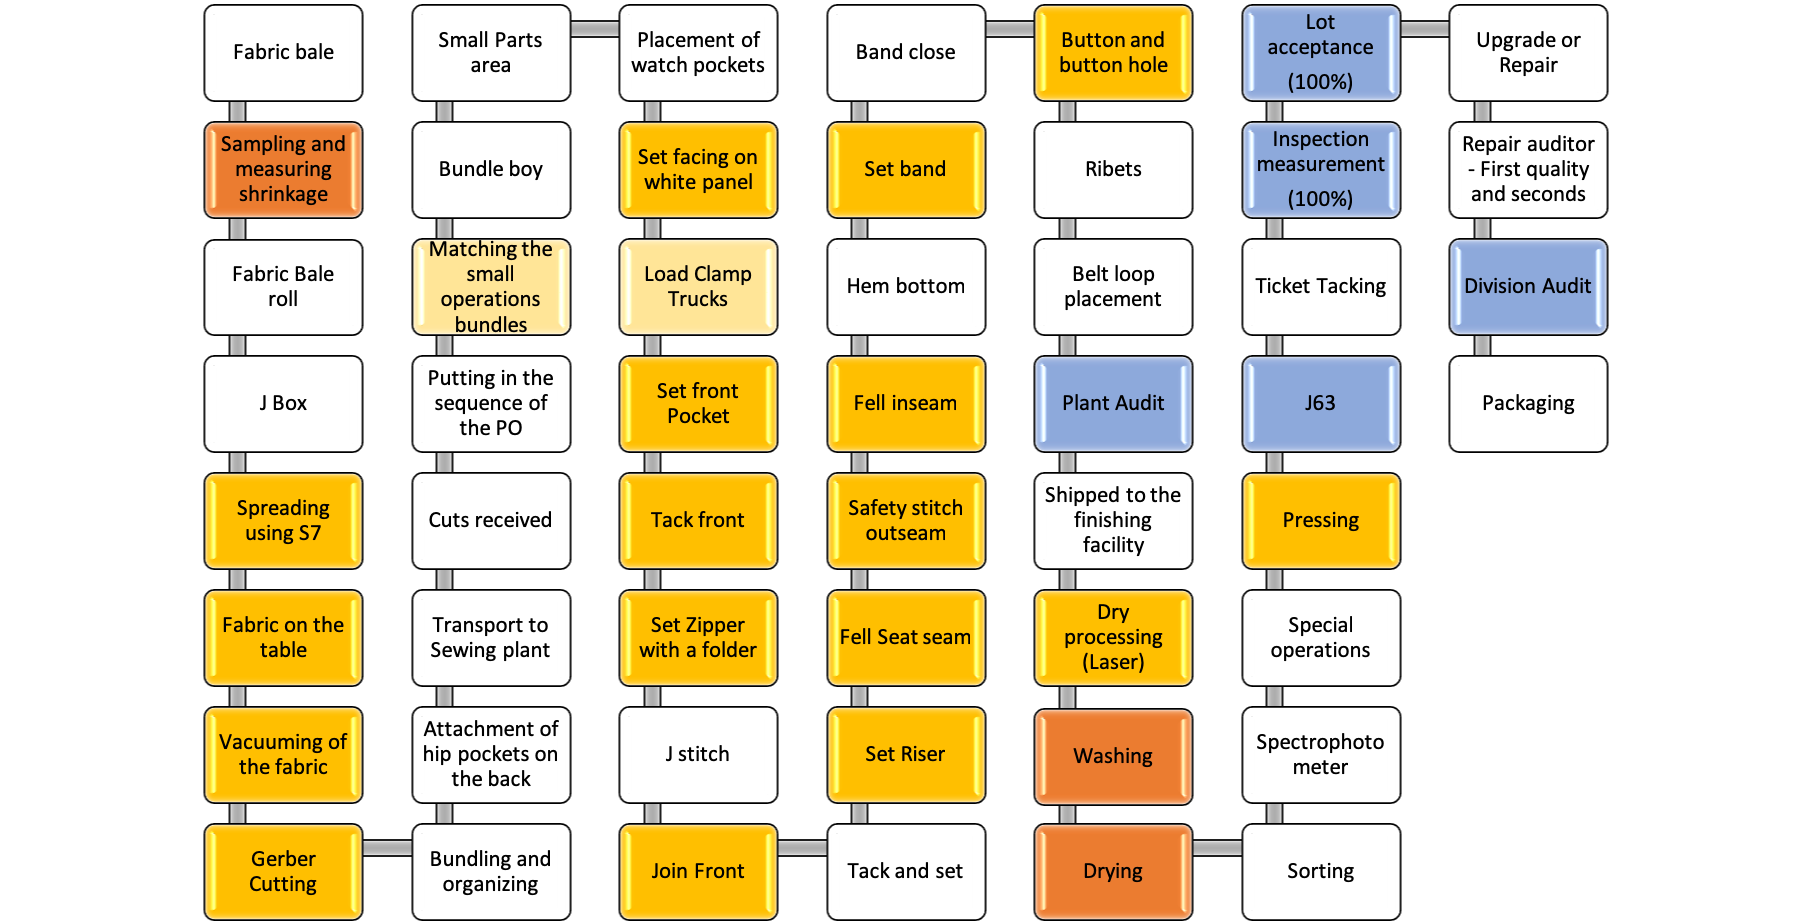 Fabric bale
Sampling and
measuring
shrinkage
Fabric Bale
roll
J Box
Spreading
using S7
Fabric on the
table
Vacuuming of
the fabric
Gerber
Cutting
Small Parts
area
Bundle boy
Matching the
small
operations
bundles
Putting in the
sequence of
the PO
Cuts received
Transport to
Sewing plant
Attachment of
hip pockets on
the back
Bundling and
organizing
Placement of
watch pockets
Set facing on
white panel
Load Clamp
Trucks
Set front
Pocket
Tack front
Set Zipper
with a folder
J stitch
Join Front
Band close
Set band
Hem bottom
Fell inseam
Safety stitch
outseam
Fell Seat seam
Set Riser
Tack and set
Button and
button hole
Ribets
Belt loop
placement
Plant Audit
Shipped to the
finishing
facility
Dry
processing
(Laser)
Washing
Drying
Lot
acceptance
(100%)
Inspection
measurement
(100%)
Ticket Tacking
J63
Pressing
Special
operations
Spectrophoto
meter
Sorting
Upgrade or
Repair
Repair auditor
- First quality
and seconds
Division Audit
Packaging